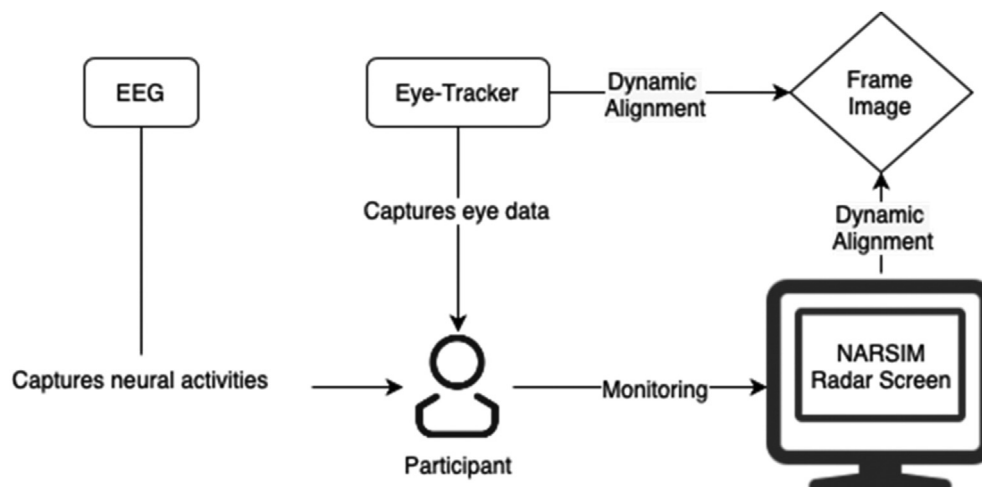 EEG
Eye-Tracker
Dynamic
Alignment
Frame
Image
Captures eye data
Dynamic
Alignment
NARSIM
Radar Screen
Captures neural activities
Monitoring
Participant